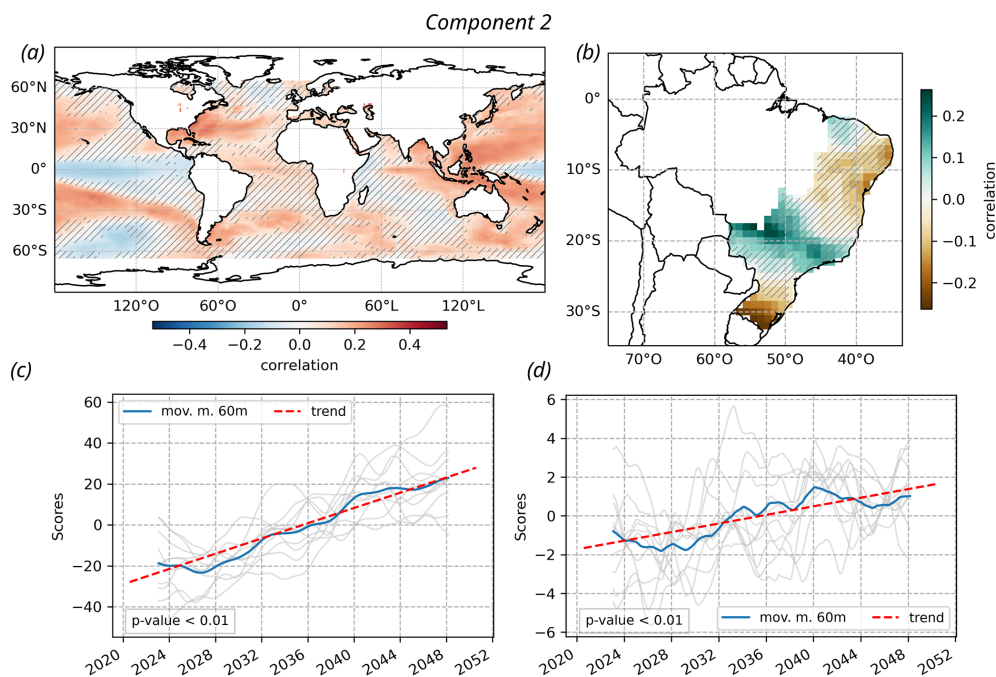 Component 2
(a)
(b)
60°N
30°N
0°
30°S
60°S
120°O 60°O 0° 60°L 120°L
−0.4 −0.2 0.0 0.2 0.4
correlation
0°
10°S
20°S
30°S
70°O 60°O 50°O 40°O
0.2
0.1
0.0
−0.1
−0.2
correlation
(c)
(d)
mov. m. 60m trend
60
40
20
0
−20
−40
Scores
p-value < 0.01
2020 2024 2028 2032 2036 2040 2044 2048 2052
6
4
2
0
−2
−4
−6
Scores
p-value < 0.01
mov. m. 60m trend
2020 2024 2028 2032 2036 2040 2044 2048 2052